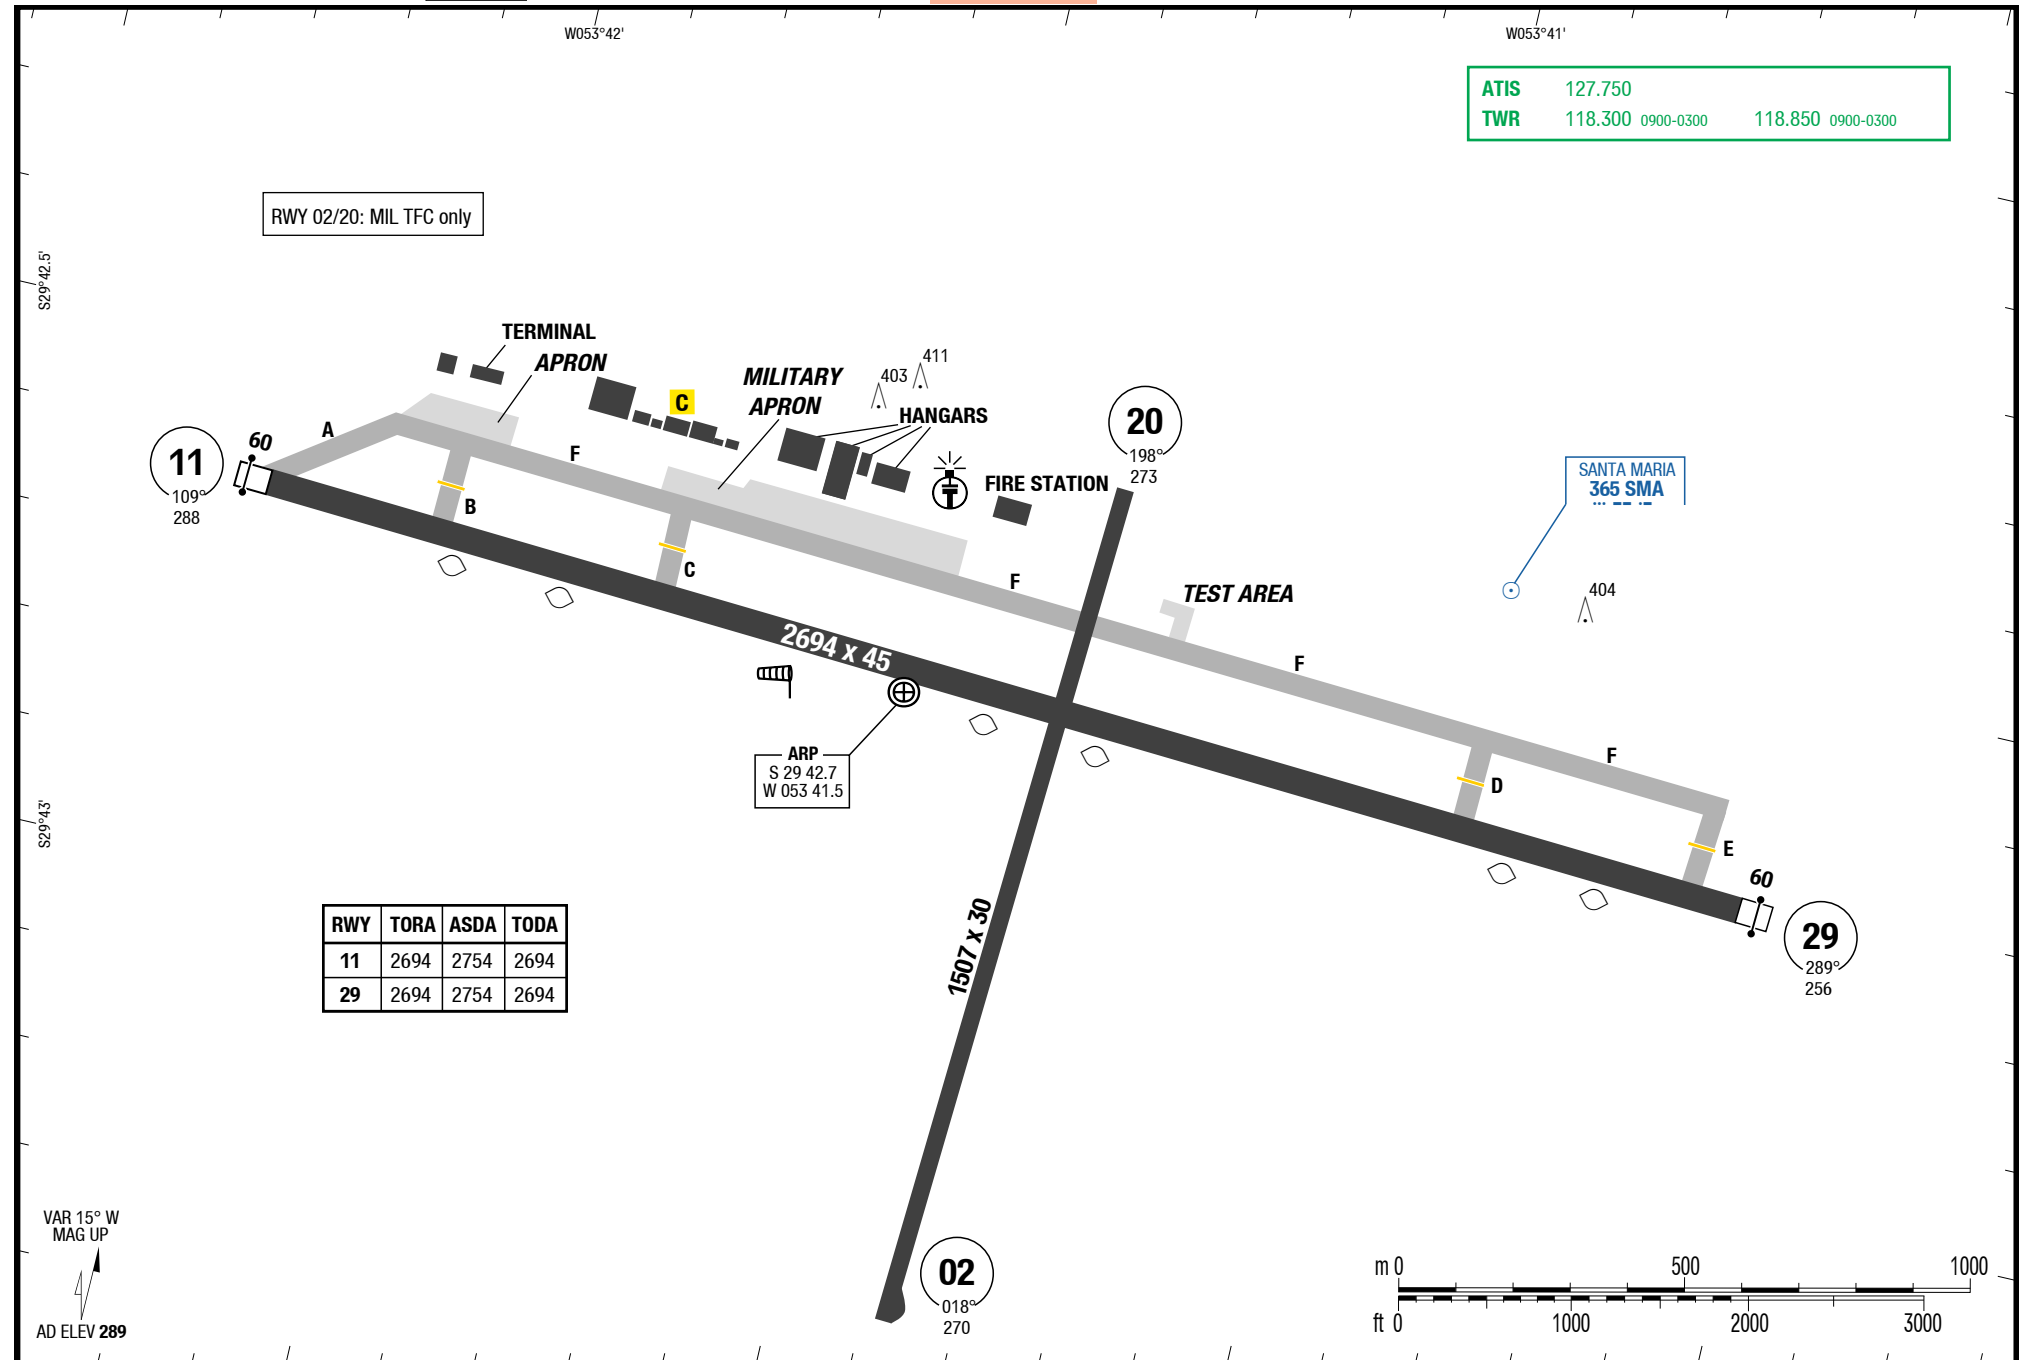 W053°42'
W053°41'
ATIS 127.750
TWR 118.300 0900-0300 118.850 0900-0300
RWY 02/20: MIL TFC only
S29°42.5'
TERMINAL
APRON
MILITARY
APRON
C
403
411
HANGARS
20
198°
273
11
109°
288
60
A
F
B
C
FIRE STATION
SANTA MARIA
365 SMA
F
TEST AREA
404
2694 x 45
F
ARP
S 29 42.7
W 053 41.5
F
D
E
S29°43'
60
29
289°
256
RWY TORA ASDA TODA
11 2694 2754 2694
29 2694 2754 2694
1507 x 30
VAR 15° W
MAG UP
AD ELEV 289
02
018°
270
m 0 500 1000
ft 0 1000 2000 3000